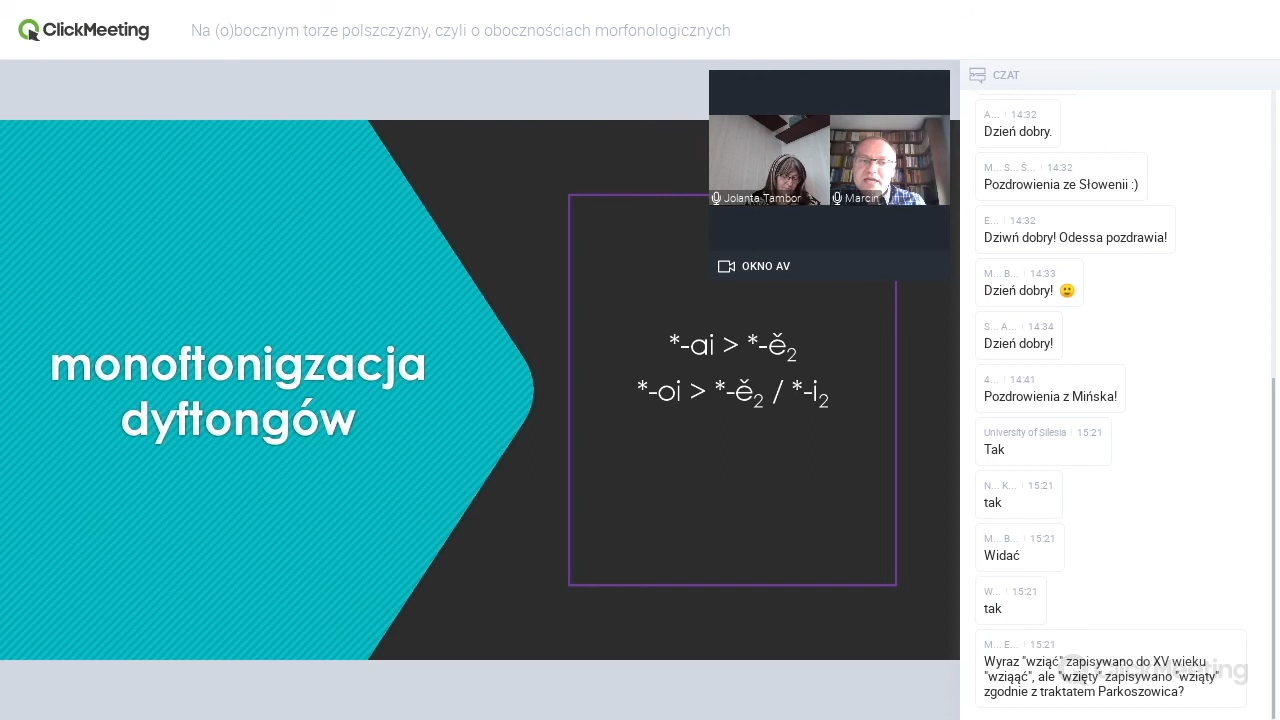 ClickMeeting
Na (o)bocznym torze polszczyzny, czyli o obocznościach morfonologicznych
monoftonigzacja
dyftongów
*-ai > *-ě2
*-oi > *-ě2 / *-i2
Jolanta Tambor
Marcin
OKNO AV
CZAT
A... 14:32
Dzień dobry.
M... S... Š... 14:32
Pozdrowienia ze Słowenii :)
E... 14:32
Dziwń dobry! Odessa pozdrawia!
M... B... 14:33
Dzień dobry! 🙂
S... A... 14:34
Dzień dobry!
4... 14:41
Pozdrowienia z Mińska!
University of Silesia 15:21
Tak
N... K... 15:21
tak
M... B... 15:21
Widać
W... 15:21
tak
M... E... 15:21
Wyraz "wziąć" zapisywano do XV wieku
"wziąąć", ale "wzięty" zapisywano "wziąty"
zgodnie z traktatem Parkoszowica?
ClickMeeting